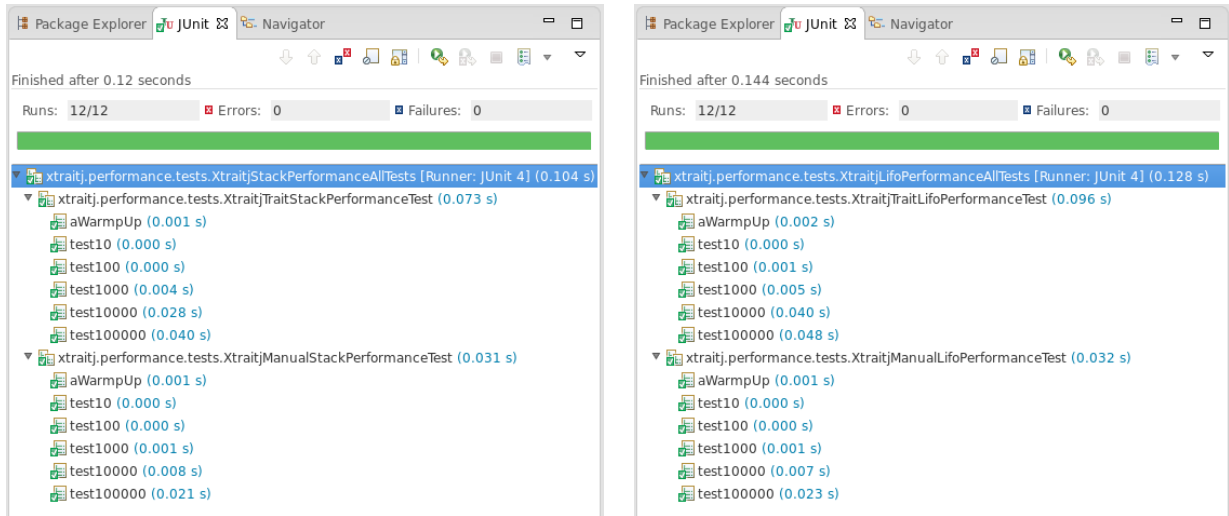 Package Explorer JUnit Navigator
Finished after 0.12 seconds
Runs: 12/12 Errors: 0 Failures: 0
xtraitj.performance.tests.XtraitjStackPerformanceAllTests [Runner: JUnit 4] (0.104 s)
xtraitj.performance.tests.XtraitjTraitStackPerformanceTest (0.073 s)
aWarmpUp (0.001 s)
test10 (0.000 s)
test100 (0.000 s)
test1000 (0.004 s)
test10000 (0.028 s)
test100000 (0.040 s)
xtraitj.performance.tests.XtraitjManualStackPerformanceTest (0.031 s)
aWarmpUp (0.001 s)
test10 (0.000 s)
test100 (0.000 s)
test1000 (0.001 s)
test10000 (0.008 s)
test100000 (0.021 s)
Package Explorer JUnit Navigator
Finished after 0.144 seconds
Runs: 12/12 Errors: 0 Failures: 0
xtraitj.performance.tests.XtraitjLifoPerformanceAllTests [Runner: JUnit 4] (0.128 s)
xtraitj.performance.tests.XtraitjTraitLifoPerformanceTest (0.096 s)
aWarmpUp (0.002 s)
test10 (0.000 s)
test100 (0.001 s)
test1000 (0.005 s)
test10000 (0.040 s)
test100000 (0.048 s)
xtraitj.performance.tests.XtraitjManualLifoPerformanceTest (0.032 s)
aWarmpUp (0.001 s)
test10 (0.000 s)
test100 (0.000 s)
test1000 (0.001 s)
test10000 (0.007 s)
test100000 (0.023 s)